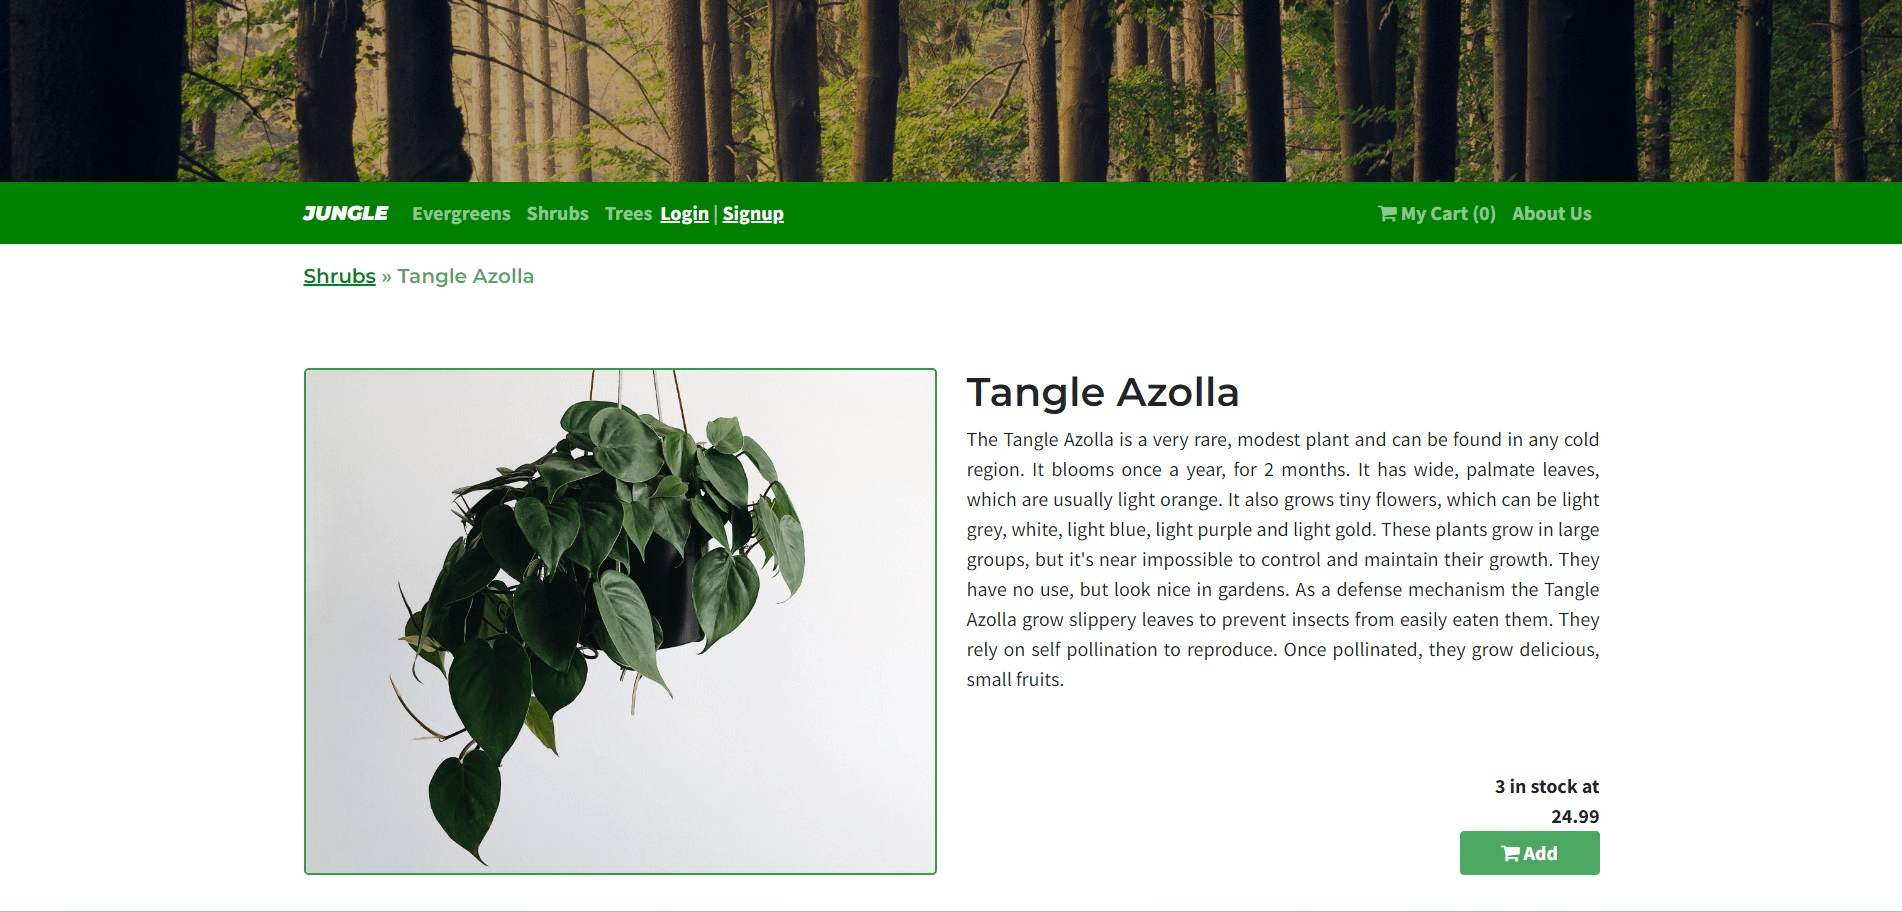 JUNGLE Evergreens Shrubs Trees Login | Signup My Cart (0) About Us
Shrubs » Tangle Azolla
Tangle Azolla
The Tangle Azolla is a very rare, modest plant and can be found in any cold
region. It blooms once a year, for 2 months. It has wide, palmate leaves,
which are usually light orange. It also grows tiny flowers, which can be light
grey, white, light blue, light purple and light gold. These plants grow in large
groups, but it's near impossible to control and maintain their growth. They
have no use, but look nice in gardens. As a defense mechanism the Tangle
Azolla grow slippery leaves to prevent insects from easily eaten them. They
rely on self pollination to reproduce. Once pollinated, they grow delicious,
small fruits.
3 in stock at
24.99
Add